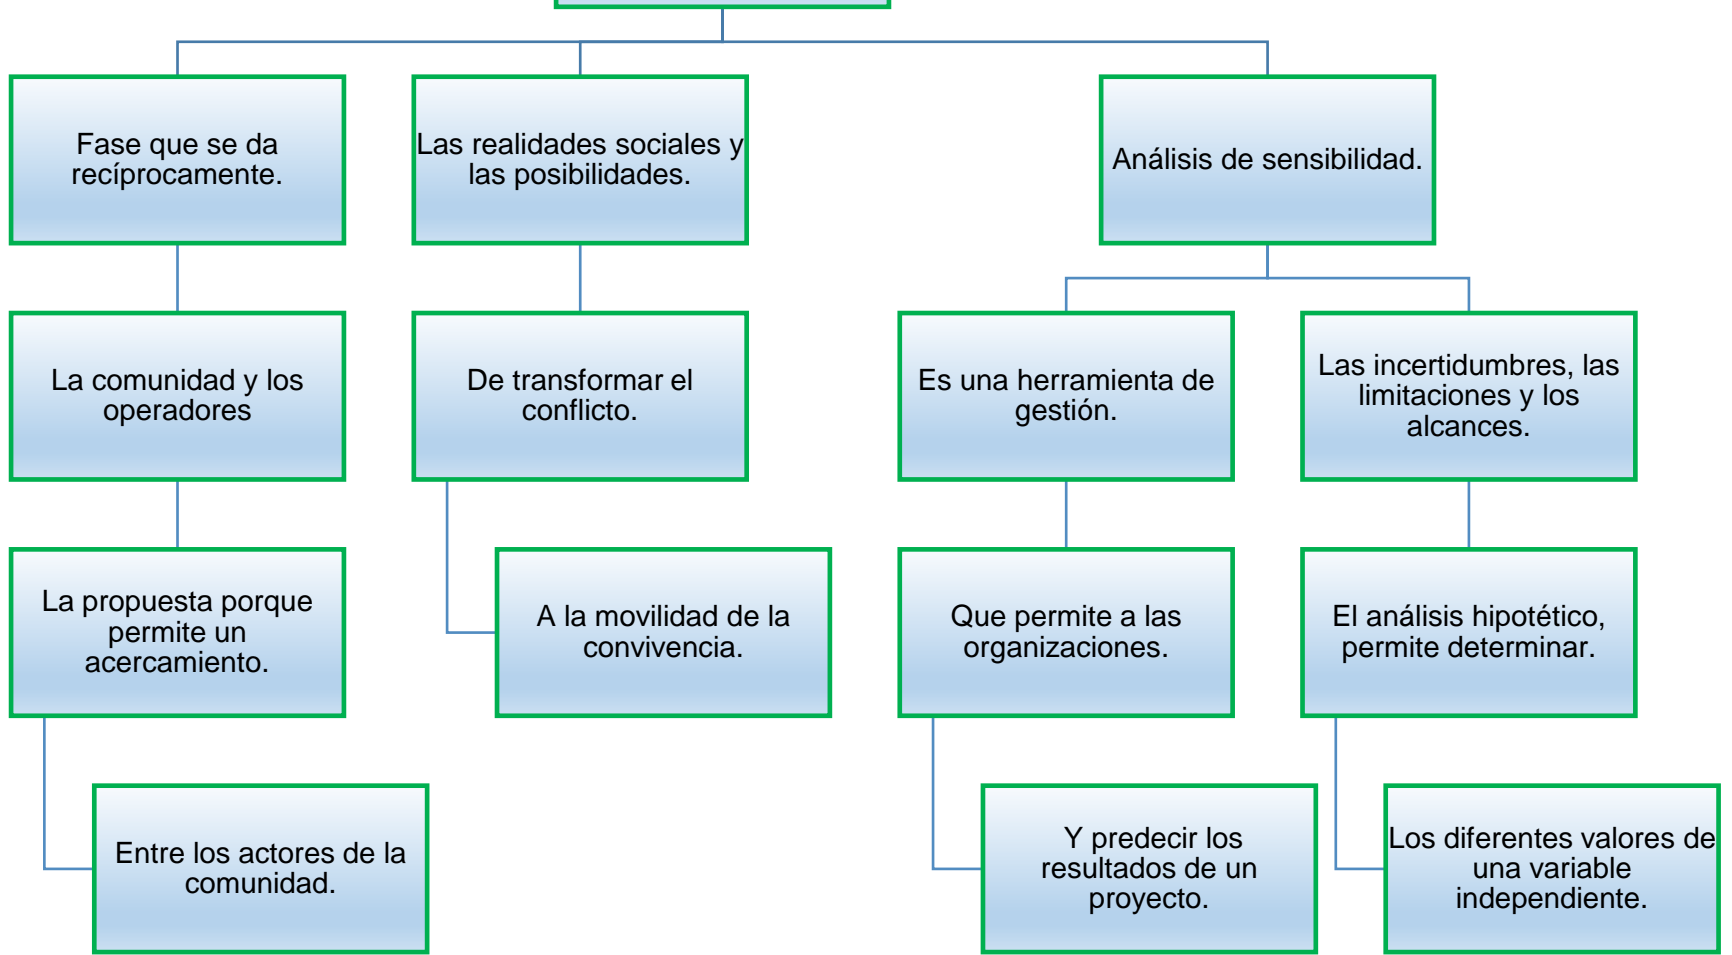 Fase que se da
recíprocamente.
Las realidades sociales y
las posibilidades.
Análisis de sensibilidad.
La comunidad y los
operadores
De transformar el
conflicto.
Es una herramienta de
gestión.
Las incertidumbres, las
limitaciones y los
alcances.
La propuesta porque
permite un
acercamiento.
A la movilidad de la
convivencia.
Que permite a las
organizaciones.
El análisis hipotético,
permite determinar.
Entre los actores de la
comunidad.
Y predecir los
resultados de un
proyecto.
Los diferentes valores de
una variable
independiente.